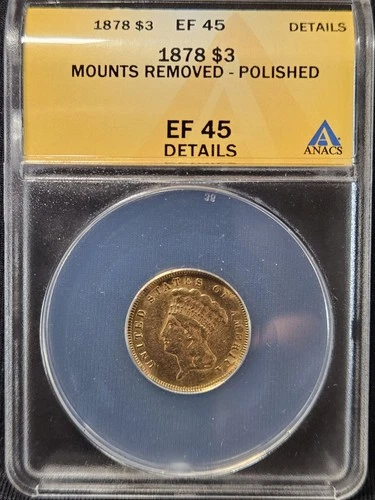 1878 $3 EF 45 DETAILS
1878 $3
MOUNTS REMOVED - POLISHED
EF 45
DETAILS
ANACS
UNITED STATES OF AMERICA